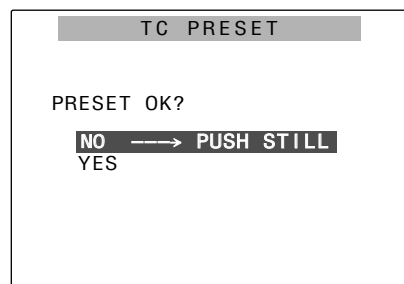 TC PRESET
PRESET OK?
NO ---→ PUSH STILL
YES